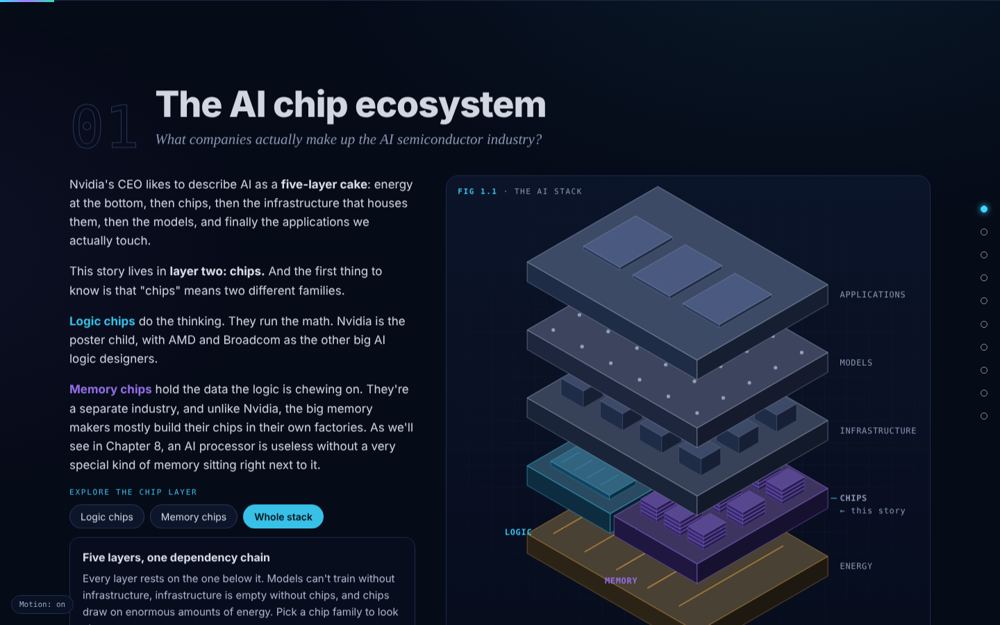 01
The AI chip ecosystem
What companies actually make up the AI semiconductor industry?
Nvidia's CEO likes to describe AI as a five-layer cake: energy
at the bottom, then chips, then the infrastructure that houses
them, then the models, and finally the applications we
actually touch.
This story lives in layer two: chips. And the first thing to
know is that "chips" means two different families.
Logic chips do the thinking. They run the math. Nvidia is the
poster child, with AMD and Broadcom as the other big AI
logic designers.
Memory chips hold the data the logic is chewing on. They're
a separate industry, and unlike Nvidia, the big memory
makers mostly build their chips in their own factories. As we'll
see in Chapter 8, an AI processor is useless without a very
special kind of memory sitting right next to it.
EXPLORE THE CHIP LAYER
Logic chips
Memory chips
Whole stack
Five layers, one dependency chain
Every layer rests on the one below it. Models can't train without
infrastructure, infrastructure is empty without chips, and chips
draw on enormous amounts of energy. Pick a chip family to look
Motion: on
FIG 1.1 · THE AI STACK
APPLICATIONS
MODELS
INFRASTRUCTURE
CHIPS
← this story
LOGIC
ENERGY
MEMORY